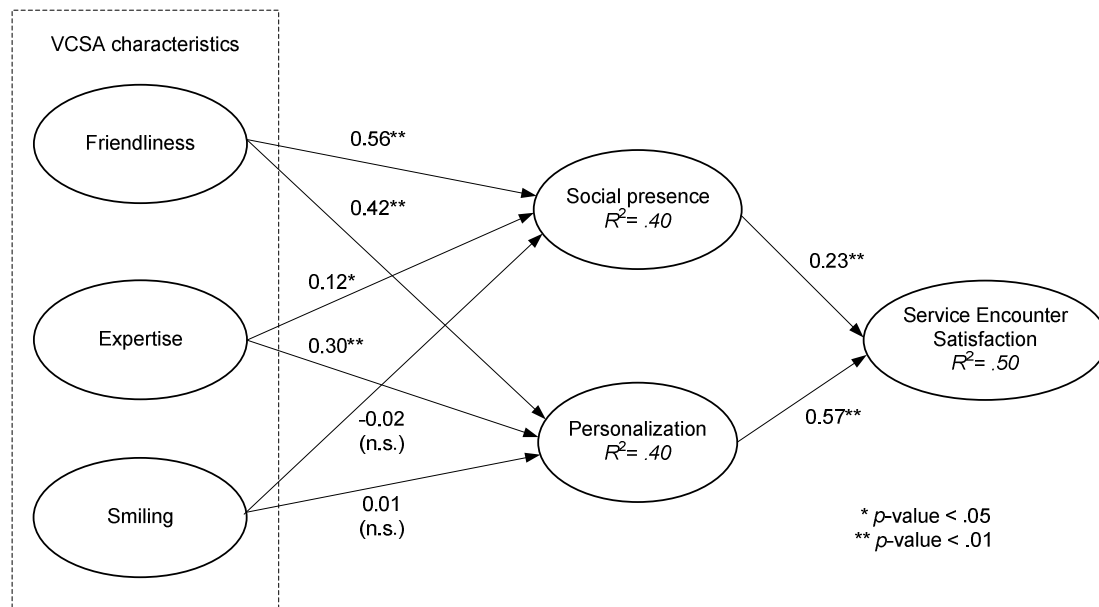 VCSA characteristics
Friendliness
Expertise
Smiling
0.56**
0.42**
0.12*
0.30**
-0.02
(n.s.)
0.01
(n.s.)
Social presence
R²= .40
Personalization
R²= .40
0.23**
0.57**
Service Encounter
Satisfaction
R²= .50
* p-value < .05
** p-value < .01